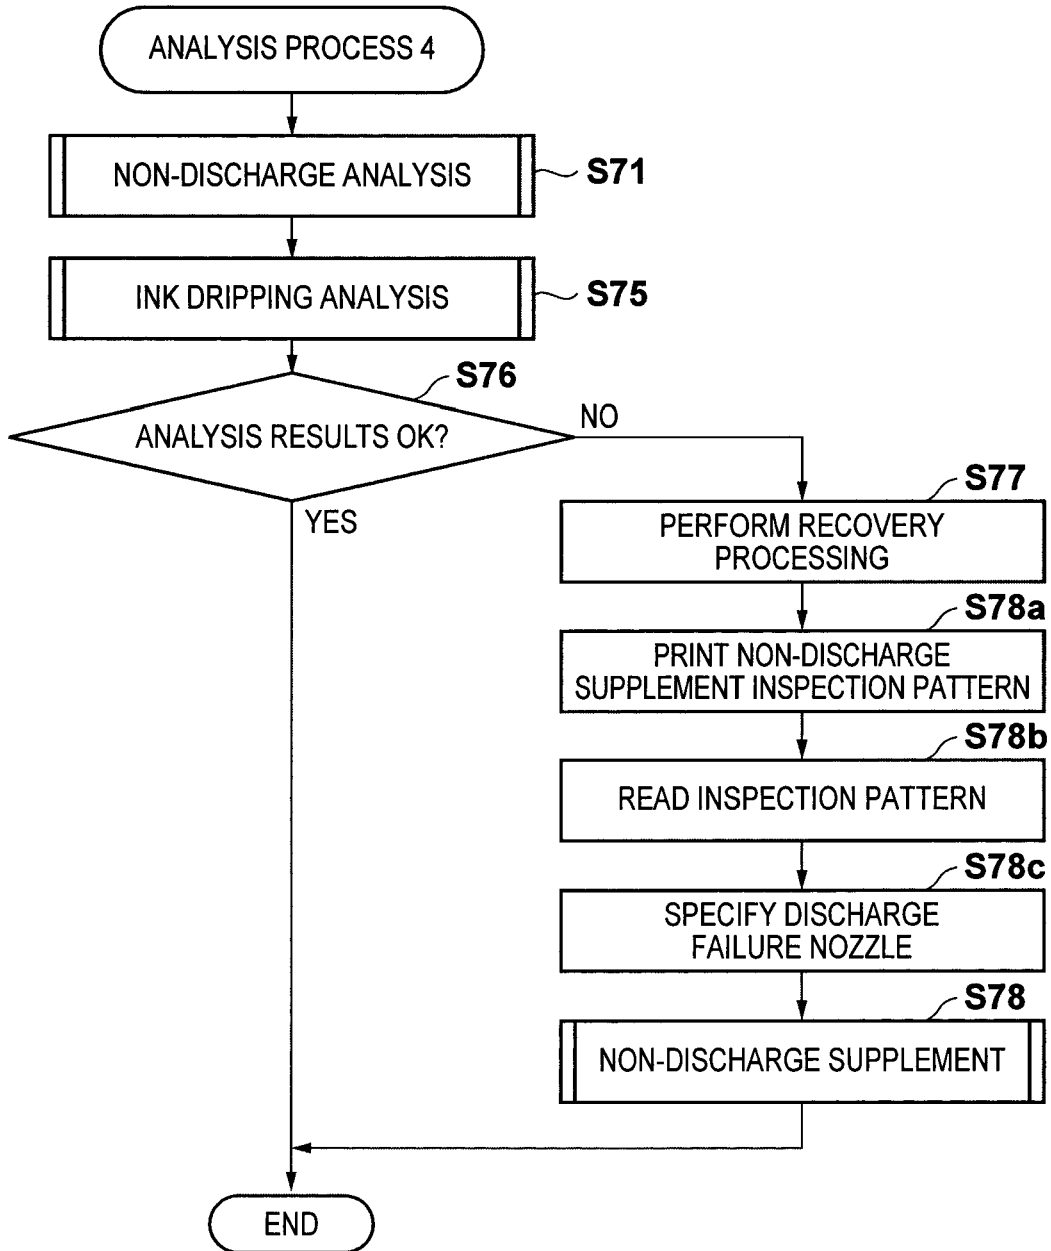 ANALYSIS PROCESS 4
NON-DISCHARGE ANALYSIS
S71
INK DRIPPING ANALYSIS
S75
S76
ANALYSIS RESULTS OK?
NO
YES
S77
PERFORM RECOVERY
PROCESSING
S78a
PRINT NON-DISCHARGE
SUPPLEMENT INSPECTION PATTERN
S78b
READ INSPECTION PATTERN
S78c
SPECIFY DISCHARGE
FAILURE NOZZLE
S78
NON-DISCHARGE SUPPLEMENT
END